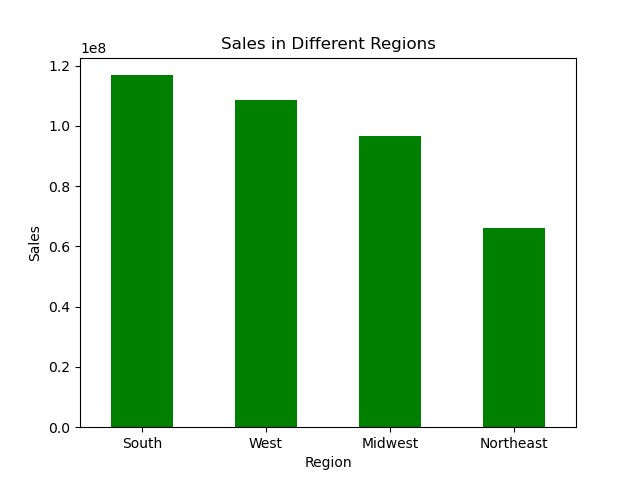 Sales in Different Regions
1e8
1.2
1.0
0.8
0.6
0.4
0.2
0.0
Sales
South West Midwest Northeast
Region